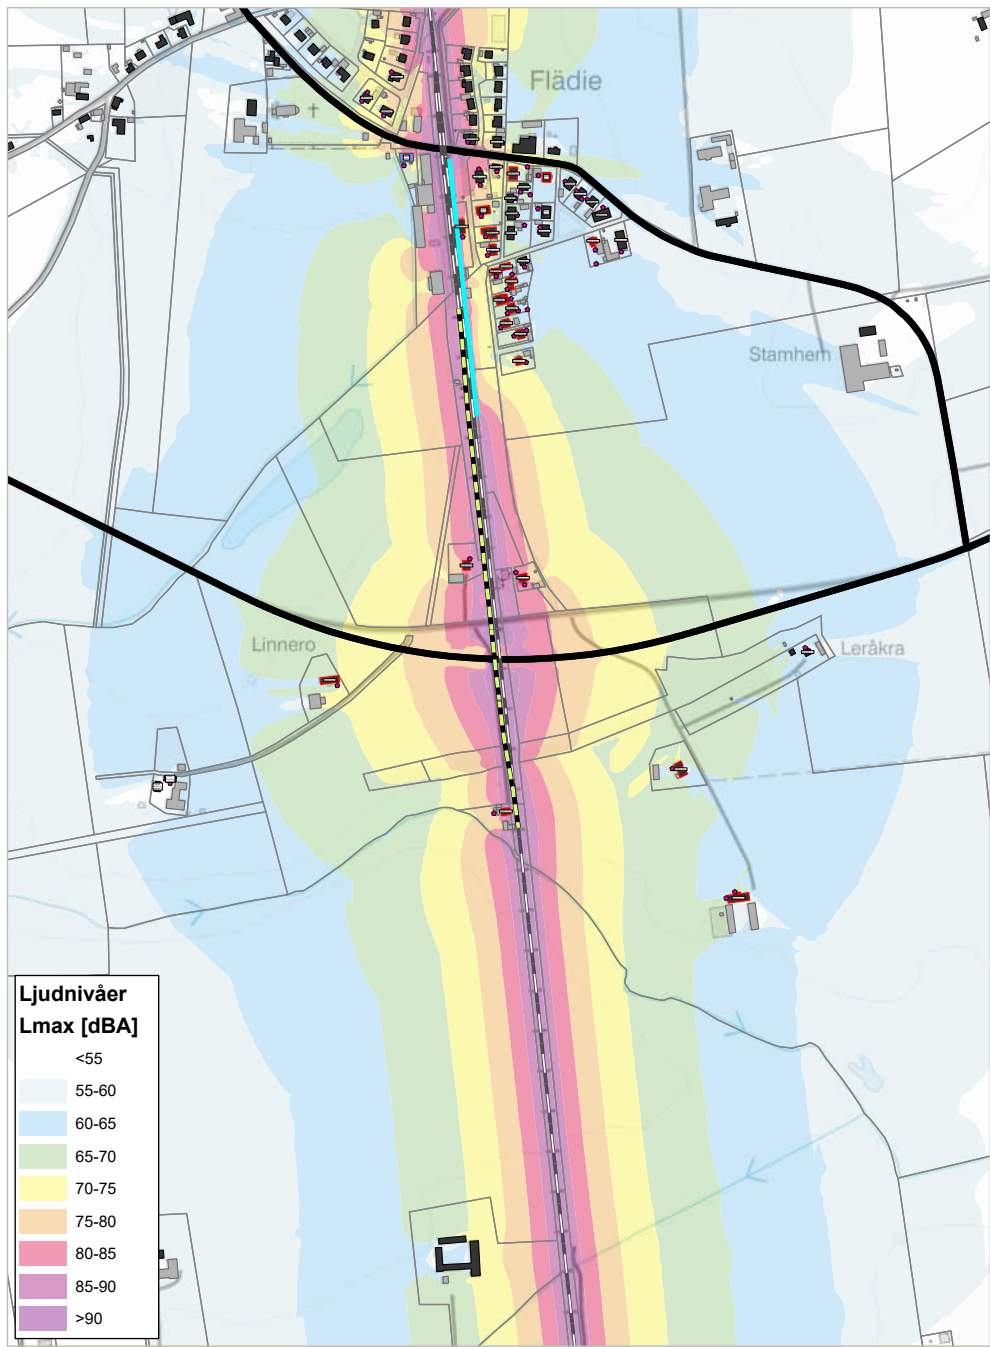 Flädie
Stamhem
Linnero
Leråkra
Ljudnivåer
Lmax [dBA]
<55
55-60
60-65
65-70
70-75
75-80
80-85
85-90
>90